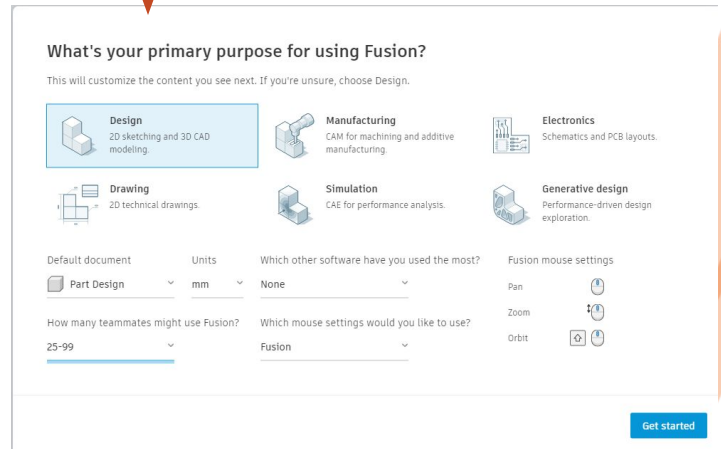 What's your primary purpose for using Fusion?
This will customize the content you see next. If you're unsure, choose Design.
Design
2D sketching and 3D CAD
modeling.
Manufacturing
CAM for machining and additive
manufacturing.
Electronics
Schematics and PCB layouts.
Drawing
2D technical drawings.
Simulation
CAE for performance analysis.
Generative design
Performance-driven design
exploration.
Default document
Units
Which other software have you used the most?
Fusion mouse settings
Part Design
mm
None
Pan
Zoom
How many teammates might use Fusion?
Which mouse settings would you like to use?
Orbit
25-99
Fusion
Get started